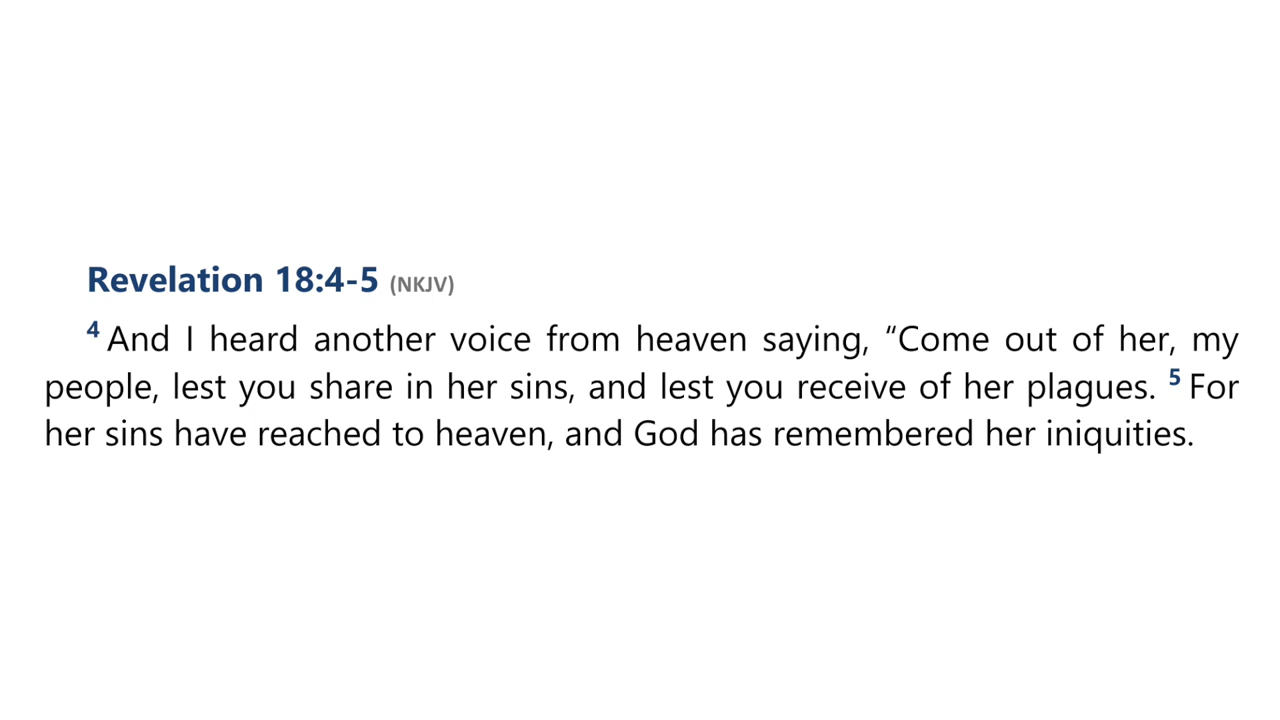 Revelation 18:4-5 (NKJV)
4 And I heard another voice from heaven saying, “Come out of her, my
people, lest you share in her sins, and lest you receive of her plagues. 5 For
her sins have reached to heaven, and God has remembered her iniquities.